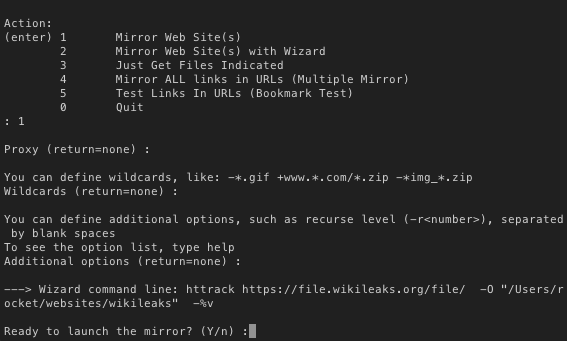 Action:
(enter) 1       Mirror Web Site(s)
        2       Mirror Web Site(s) with Wizard
        3       Just Get Files Indicated
        4       Mirror ALL links in URLs (Multiple Mirror)
        5       Test Links In URLs (Bookmark Test)
        0       Quit
: 1
Proxy (return=none) :
You can define wildcards, like: -*.gif +www.*.com/*.zip -*img_*.zip
Wildcards (return=none) :
You can define additional options, such as recurse level (-r<number>), separated
 by blank spaces
To see the option list, type help
Additional options (return=none) :
---> Wizard command line: httrack https://file.wikileaks.org/file/  -O "/Users/r
ocket/websites/wikileaks"  -%v
Ready to launch the mirror? (Y/n) :